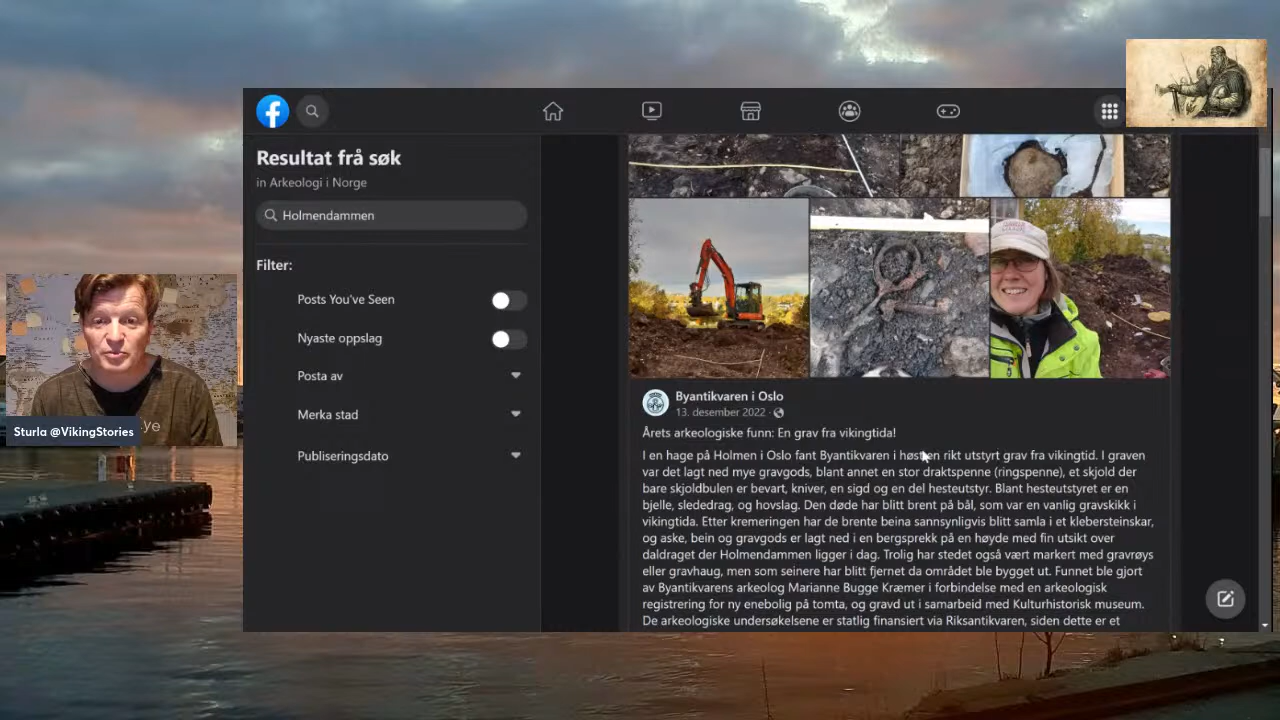 Resultat frå søk
in Arkeologi i Norge
Holmendammen
Filter:
Posts You've Seen
Nyaste oppslag
Posta av
Merka stad
Publiseringsdato
Sturla @VikingStories
Byantikvaren i Oslo
13. desember 2022 ·
Årets arkeologiske funn: En grav fra vikingtida!
I en hage på Holmen i Oslo fant Byantikvaren i høsten rikt utstyrt grav fra vikingtid. I graven
var det lagt ned mye gravgods, blant annet en stor draktspenne (ringspenne), et skjold der
bare skjoldbulen er bevart, kniver, en sigd og en del hesteutstyr. Blant hesteutstyret er en
bjelle, slededrag, og hovslag. Den døde har blitt brent på bål, som var en vanlig gravskikk i
vikingtida. Etter kremeringen har de brente beina sannsynligvis blitt samla i et klebersteinskar,
og aske, bein og gravgods er lagt ned i en bergsprekk på en høyde med fin utsikt over
daldraget der Holmendammen ligger i dag. Trolig har stedet også vært markert med gravrøys
eller gravhaug, men som seinere har blitt fjernet da området ble bygget ut. Funnet ble gjort
av Byantikvarens arkeolog Marianne Bugge Kræmer i forbindelse med en arkeologisk
registrering for ny enebolig på tomta, og gravd ut i samarbeid med Kulturhistorisk museum.
De arkeologiske undersøkelsene er statlig finansiert via Riksantikvaren, siden dette er et